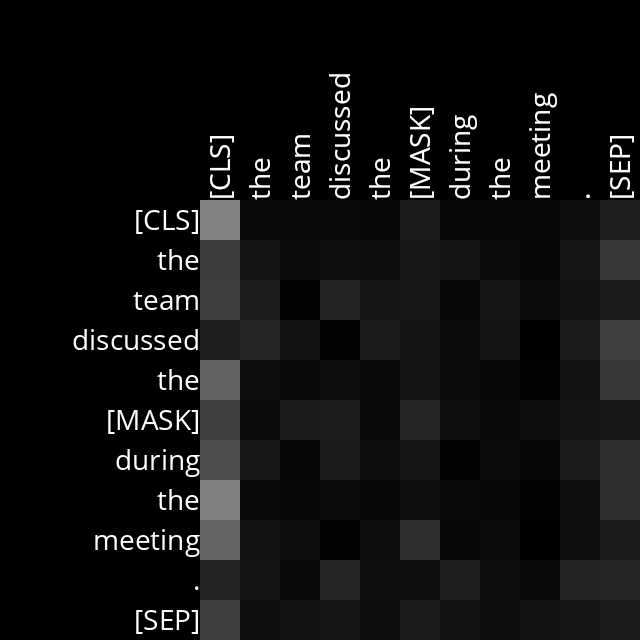 [CLS]
the
team
discussed
the
[MASK]
during
the
meeting
.
[SEP]
[CLS]
the
team
discussed
the
[MASK]
during
the
meeting
.
[SEP]